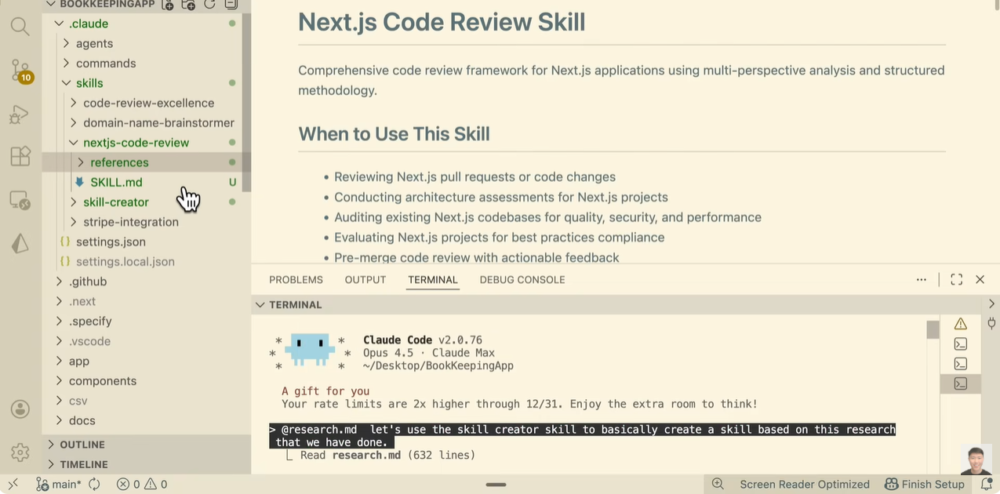 BOOKKEEPINGAPP
.claude
agents
commands
skills
code-review-excellence
domain-name-brainstormer
nextjs-code-review
references
SKILL.md U
skill-creator
stripe-integration
{} settings.json
{} settings.local.json
.github
.next
.specify
.vscode
app
components
csv
docs
OUTLINE
TIMELINE
10
Next.js Code Review Skill
Comprehensive code review framework for Next.js applications using multi-perspective analysis and structured
methodology.
When to Use This Skill
• Reviewing Next.js pull requests or code changes
• Conducting architecture assessments for Next.js projects
• Auditing existing Next.js codebases for quality, security, and performance
• Evaluating Next.js projects for best practices compliance
• Pre-merge code review with actionable feedback
PROBLEMS OUTPUT TERMINAL DEBUG CONSOLE
TERMINAL
Claude Code v2.0.76
Opus 4.5 · Claude Max
~/Desktop/BookKeepingApp
A gift for you
Your rate limits are 2x higher through 12/31. Enjoy the extra room to think!
> @research.md let's use the skill creator skill to basically create a skill based on this research
that we have done.
Read research.md (632 lines)
main* 0 0 Screen Reader Optimized Finish Setup